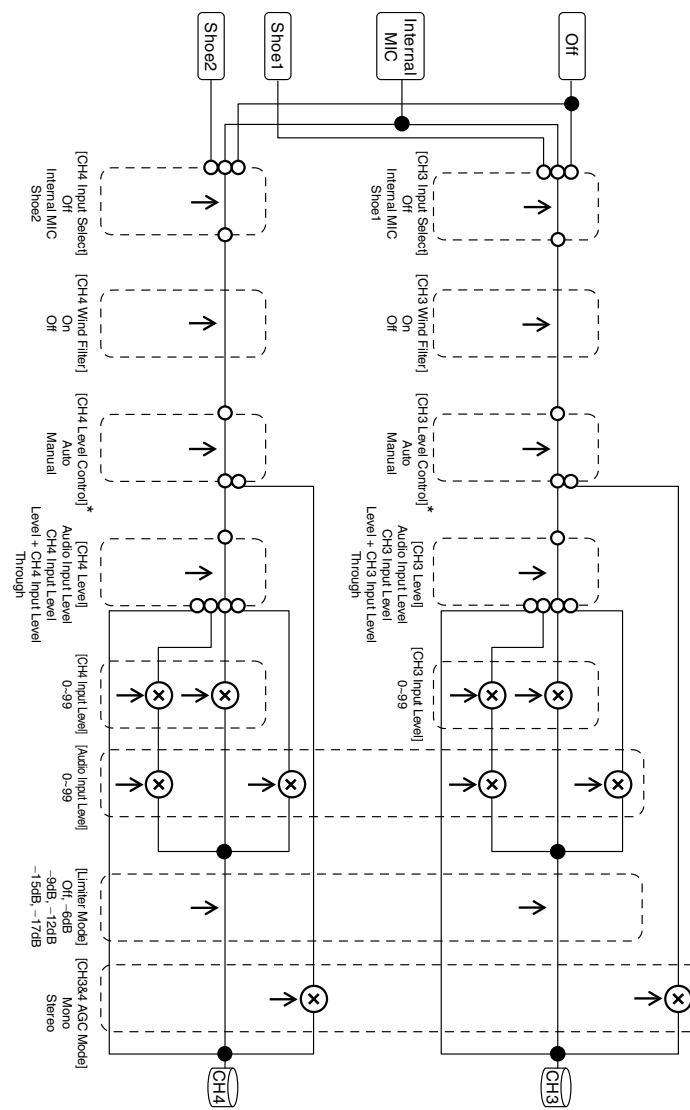 Off
Internal
MIC
Shoe1
Shoe2
[CH3 Input Select]
Off
Internal MIC
Shoe1
[CH3 Wind Filter]
On
Off
[CH3 Level Control]*
Auto
Manual
[CH3 Level]
Audio Input Level
CH3 Input Level
Level + CH3 Input Level
Through
[CH3 Input Level]
0~99
CH3
[CH4 Input Select]
Off
Internal MIC
Shoe2
[CH4 Wind Filter]
On
Off
[CH4 Level Control]*
Auto
Manual
[CH4 Level]
Audio Input Level
CH4 Input Level
Level + CH4 Input Level
Through
[CH4 Input Level]
0~99
[Audio Input Level]
0~99
[Limiter Mode]
Off, −6dB
−9dB, −12dB
−15dB, −17dB
[CH3&4 AGC Mode]
Mono
Stereo
CH4